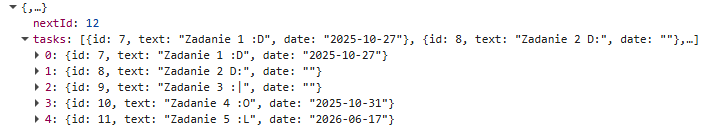 ▼ {,…}
nextId: 12
▼ tasks: [{id: 7, text: "Zadanie 1 :D", date: "2025-10-27"}, {id: 8, text: "Zadanie 2 D:", date: ""},…]
▶ 0: {id: 7, text: "Zadanie 1 :D", date: "2025-10-27"}
▶ 1: {id: 8, text: "Zadanie 2 D:", date: ""}
▶ 2: {id: 9, text: "Zadanie 3 :|", date: ""}
▶ 3: {id: 10, text: "Zadanie 4 :O", date: "2025-10-31"}
▶ 4: {id: 11, text: "Zadanie 5 :L", date: "2026-06-17"}